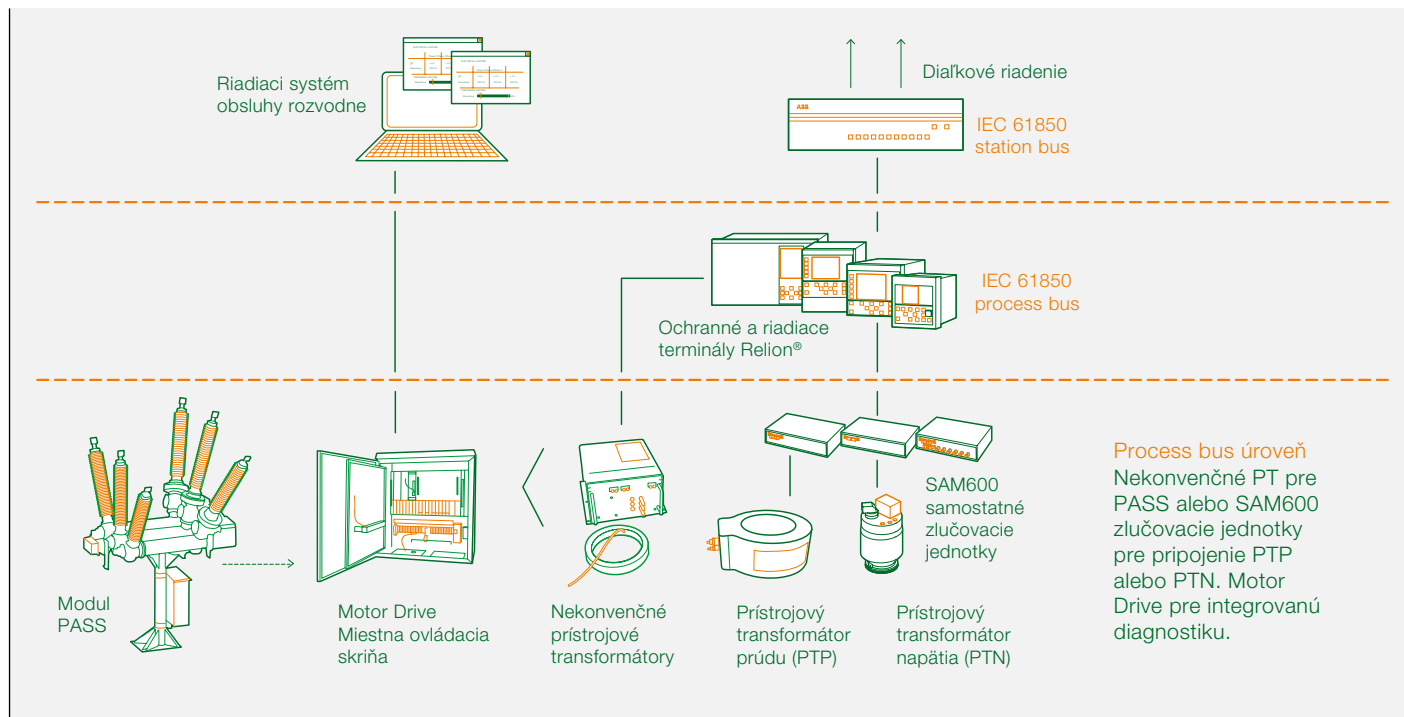 Riadiaci systém
obsluhy rozvodne
Diaľkové riadenie
ABB
IEC 61850
station bus
IEC 61850
process bus
Ochranné a riadiace
terminály Relion®
Process bus úroveň
Nekonvenčné PT pre
PASS alebo SAM600
zlučovacie jednotky
pre pripojenie PTP
alebo PTN. Motor
Drive pre integrovanú
diagnostiku.
SAM600
samostatné
zlučovacie
jednotky
Modul
PASS
Motor Drive
Miestna ovládacia
skriňa
Nekonvenčné
prístrojové
transformátory
Prístrojový
transformátor
prúdu (PTP)
Prístrojový
transformátor
napätia (PTN)